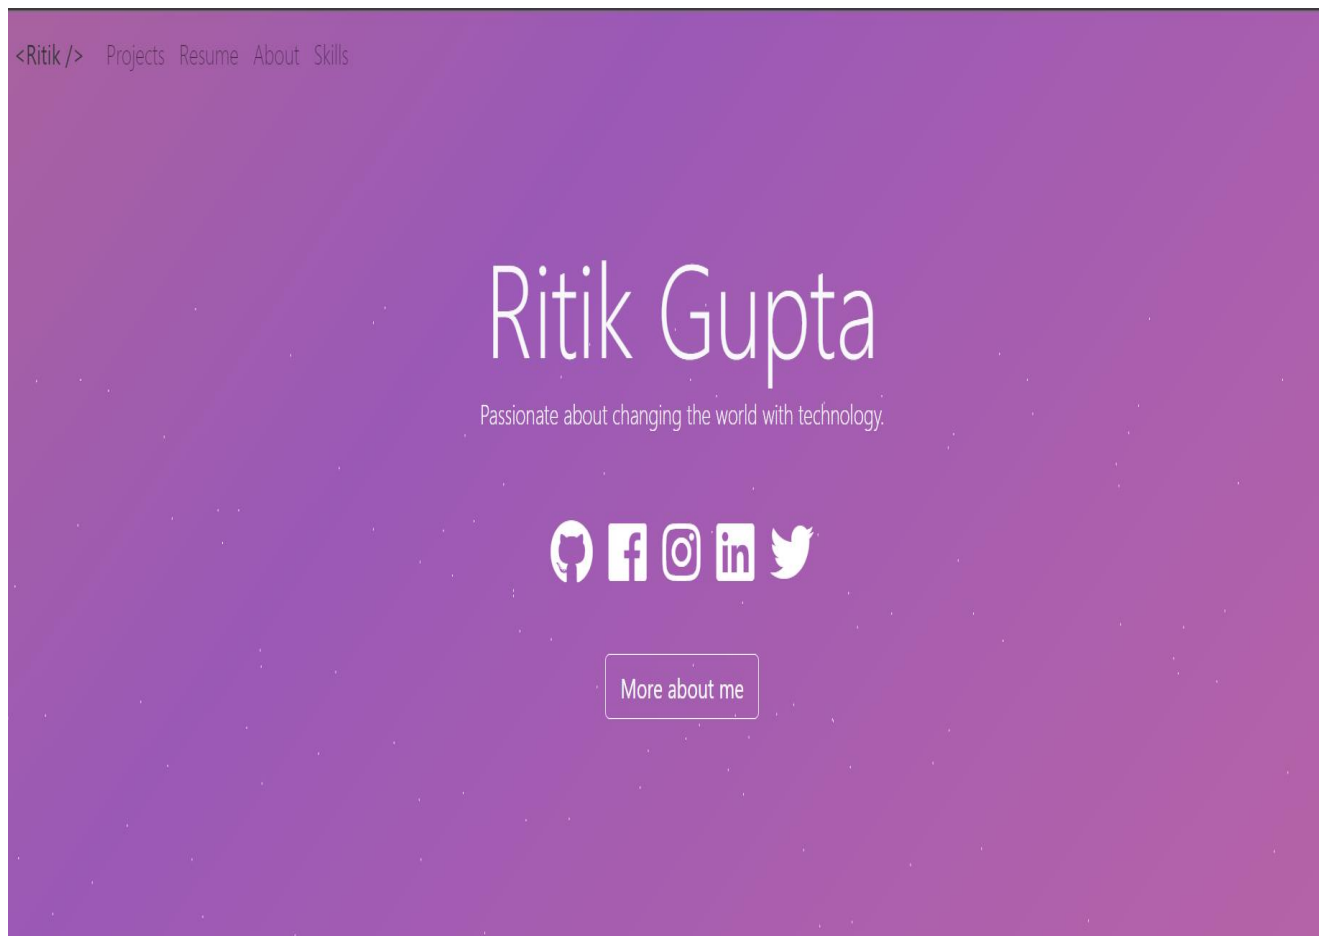 <Ritik /> Projects Resume About Skills
Ritik Gupta
Passionate about changing the world with technology.
More about me